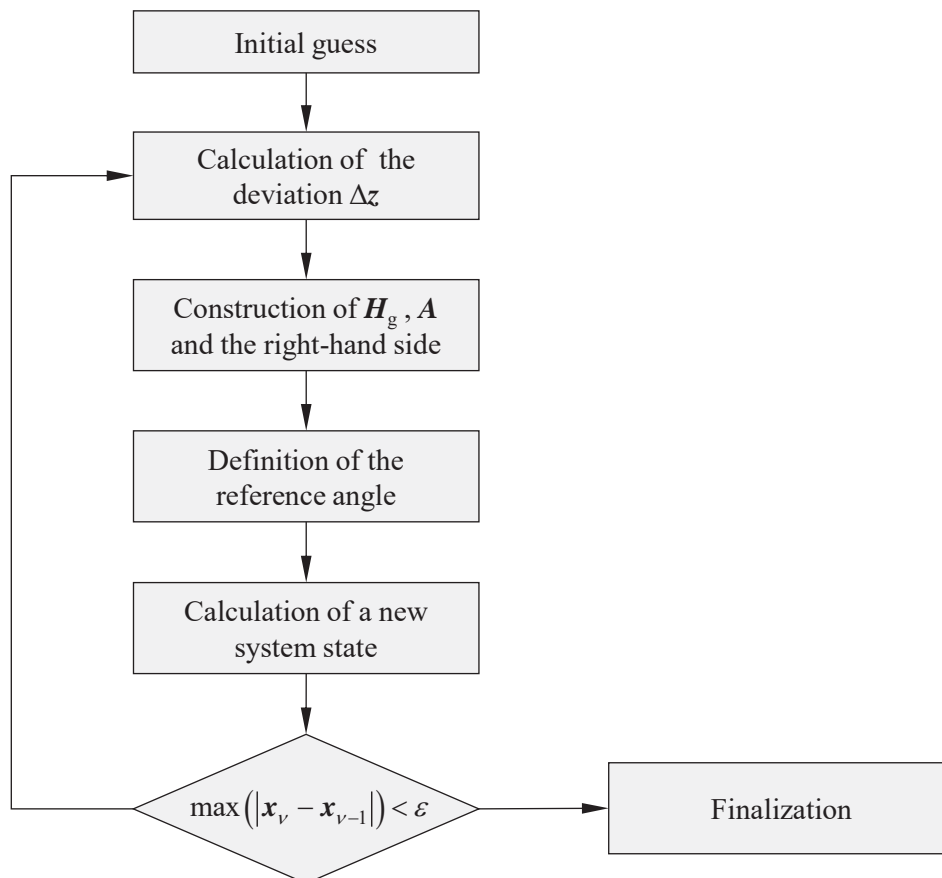 Initial guess
Calculation of the
deviation Δz
Construction of H_g , A
and the right-hand side
Definition of the
reference angle
Calculation of a new
system state
max(|x_ν − x_{ν−1}|) < ε
Finalization